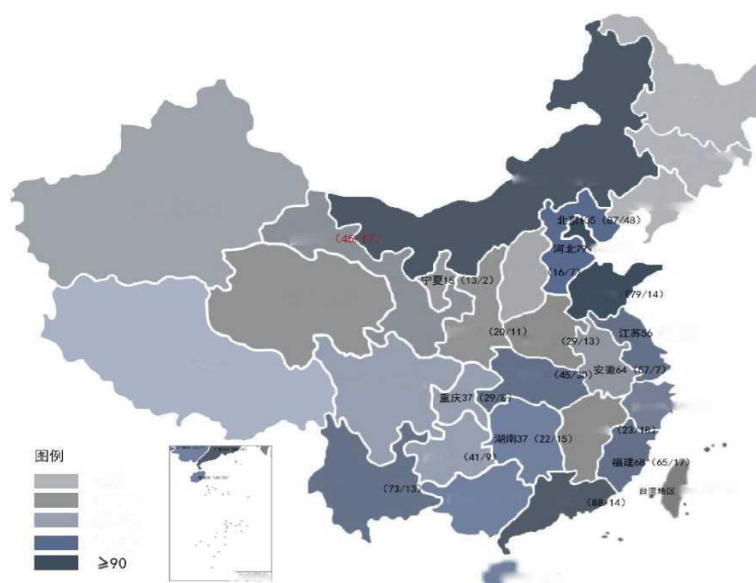 北京105（87/48）
河北79
（45/17）
（16/7）
宁夏15（13/2）
（79/14）
（20/11）
（29/13）
江苏56
安徽64（57/7）
（45/30）
重庆37（29/8）
湖南37（22/15）
（23/18）
（41/9）
福建68（65/17）
（73/13）
（88/14）
台湾地区
图例
≥90